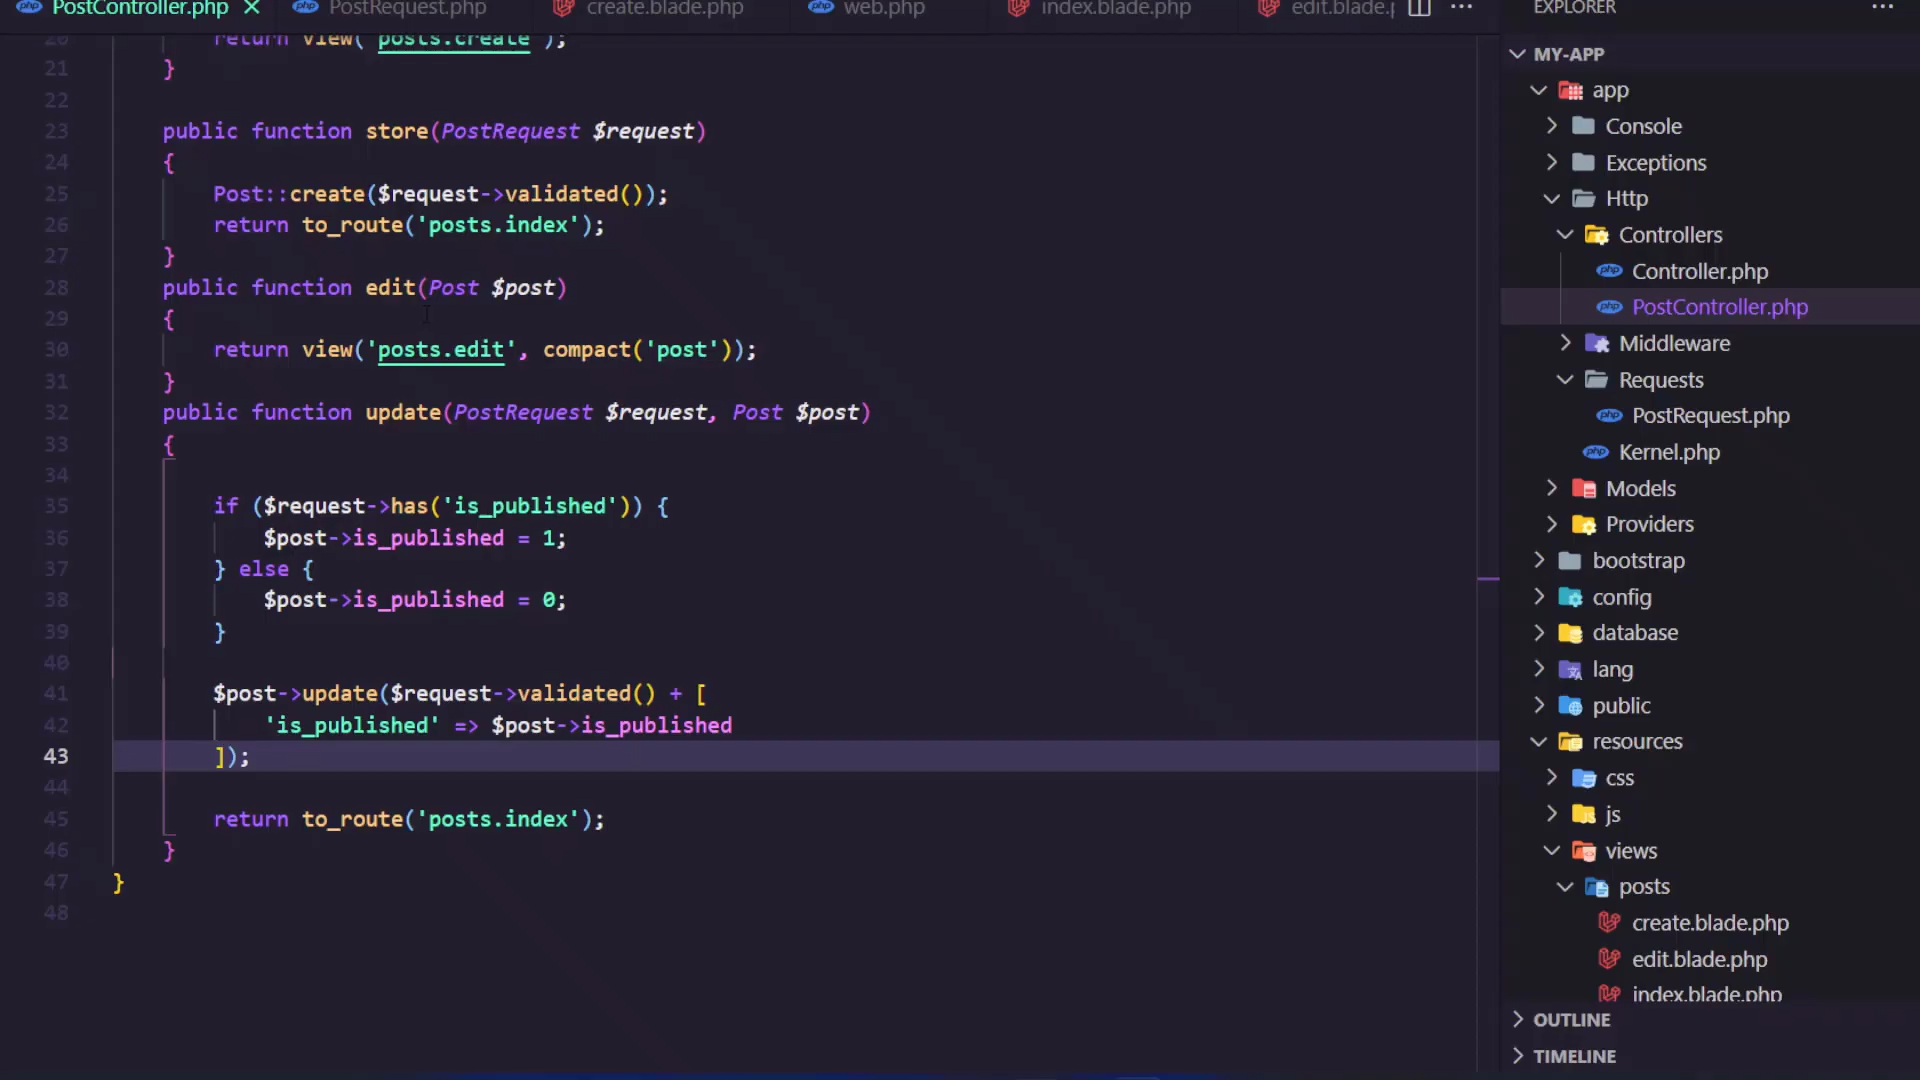 PostController.php
PostRequest.php
create.blade.php
web.php
index.blade.php
edit.blade.p
20 return view('posts.create');
21 }
22
23 public function store(PostRequest $request)
24 {
25 Post::create($request->validated());
26 return to_route('posts.index');
27 }
28 public function edit(Post $post)
29 {
30 return view('posts.edit', compact('post'));
31 }
32 public function update(PostRequest $request, Post $post)
33 {
34
35 if ($request->has('is_published')) {
36 $post->is_published = 1;
37 } else {
38 $post->is_published = 0;
39 }
40
41 $post->update($request->validated() + [
42 'is_published' => $post->is_published
43 ]);
44
45 return to_route('posts.index');
46 }
47 }
48
EXPLORER
MY-APP
app
Console
Exceptions
Http
Controllers
Controller.php
PostController.php
Middleware
Requests
PostRequest.php
Kernel.php
Models
Providers
bootstrap
config
database
lang
public
resources
css
js
views
posts
create.blade.php
edit.blade.php
index.blade.php
OUTLINE
TIMELINE